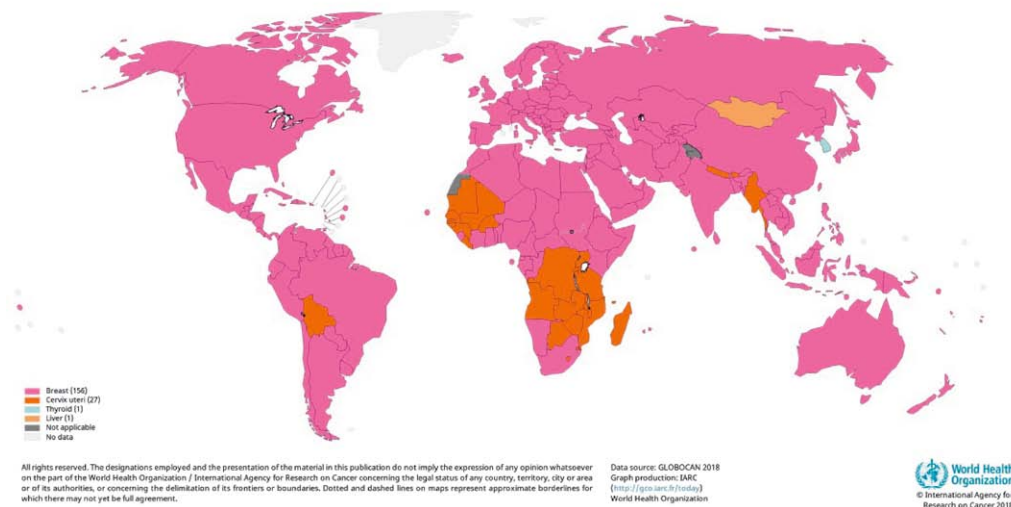 Breast (156)
Cervix uteri (27)
Thyroid (1)
Liver (1)
Not applicable
No data
All rights reserved. The designations employed and the presentation of the material in this publication do not imply the expression of any opinion whatsoever
on the part of the World Health Organization / International Agency for Research on Cancer concerning the legal status of any country, territory, city or area
or of its authorities, or concerning the delimitation of its frontiers or boundaries. Dotted and dashed lines on maps represent approximate borderlines for
which there may not yet be full agreement.
Data source: GLOBOCAN 2018
Graph production: IARC
(http://gco.iarc.fr/today)
World Health Organization
World Health
Organization
© International Agency for
Research on Cancer 2018